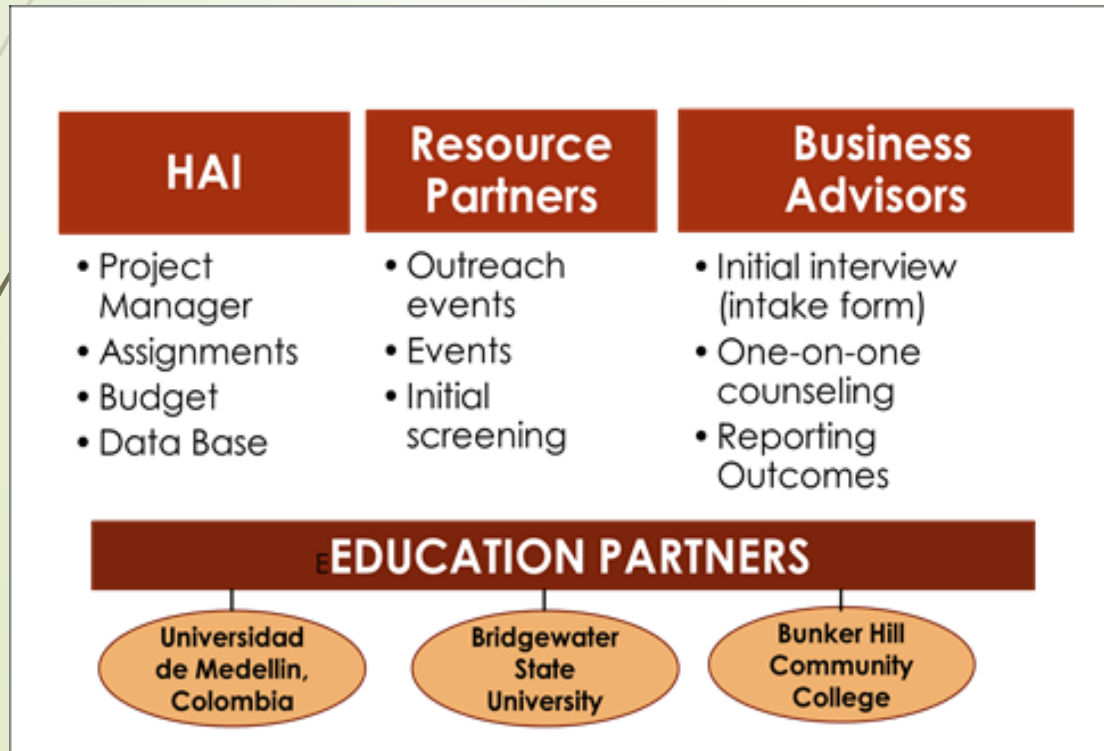 HAI
• Project
Manager
• Assignments
• Budget
• Data Base
Resource
Partners
• Outreach
events
• Events
• Initial
screening
Business
Advisors
• Initial interview
(intake form)
• One-on-one
counseling
• Reporting
Outcomes
EEDUCATION PARTNERS
Universidad
de Medellin,
Colombia
Bridgewater
State
University
Bunker Hill
Community
College